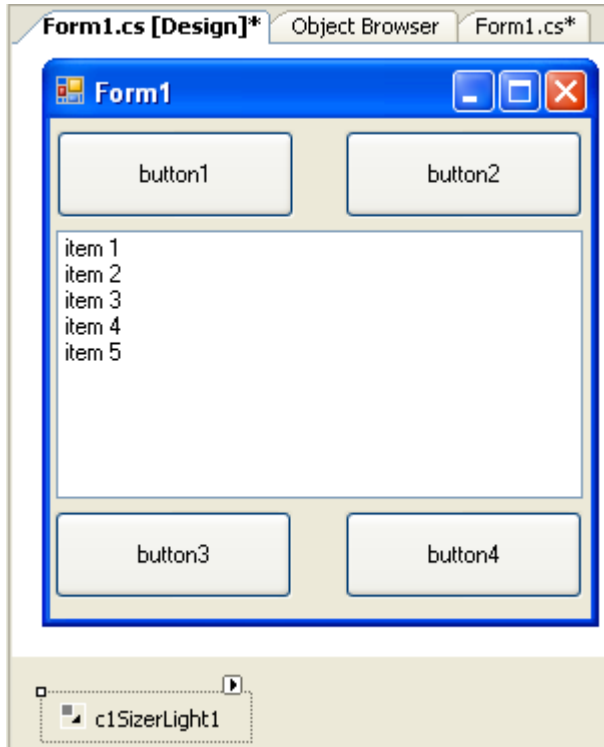 Form1.cs [Design]* Object Browser Form1.cs*
Form1
button1 button2
item 1
item 2
item 3
item 4
item 5
button3 button4
c1SizerLight1